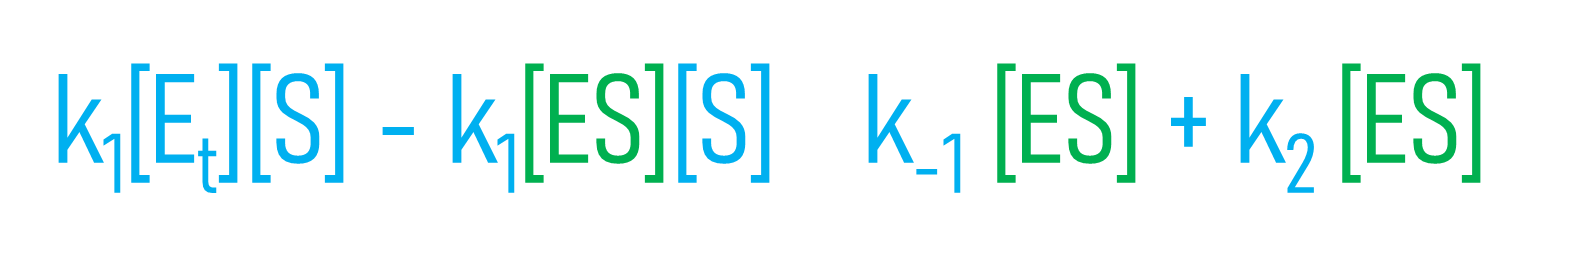 k₁[Eₜ][S] - k₁[ES][S] k₋₁ [ES] + k₂ [ES]